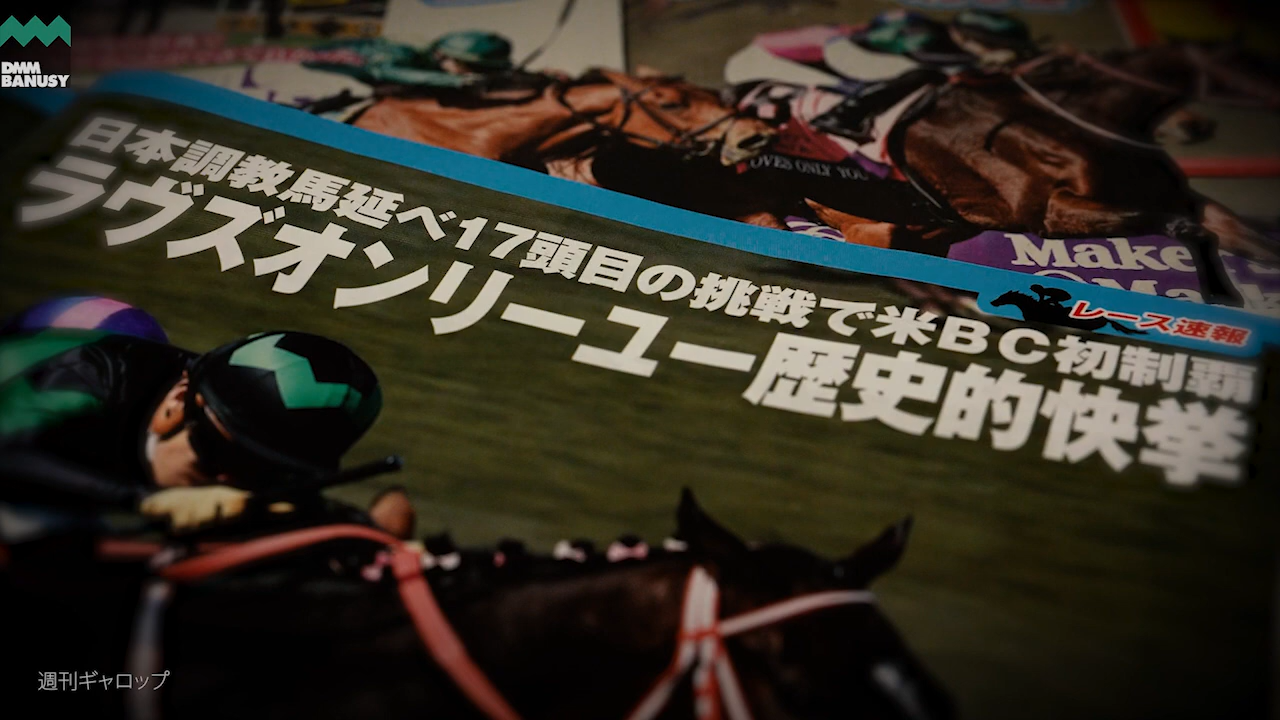 DMM
BANUSY
OVES ONLY YOU
Make
レース速報
日本調教馬延べ17頭目の挑戦で米BC初制覇
ラヴズオンリーユー歴史的快挙
週刊ギャロップ